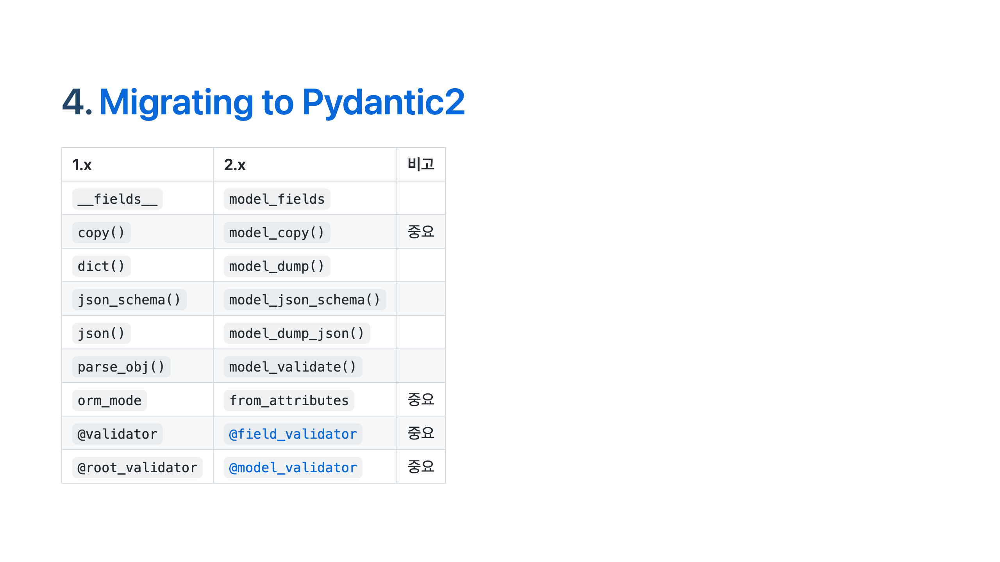 4. Migrating to Pydantic2
1.x 2.x 비고
__fields__ model_fields
copy() model_copy() 중요
dict() model_dump()
json_schema() model_json_schema()
json() model_dump_json()
parse_obj() model_validate()
orm_mode from_attributes 중요
@validator @field_validator 중요
@root_validator @model_validator 중요